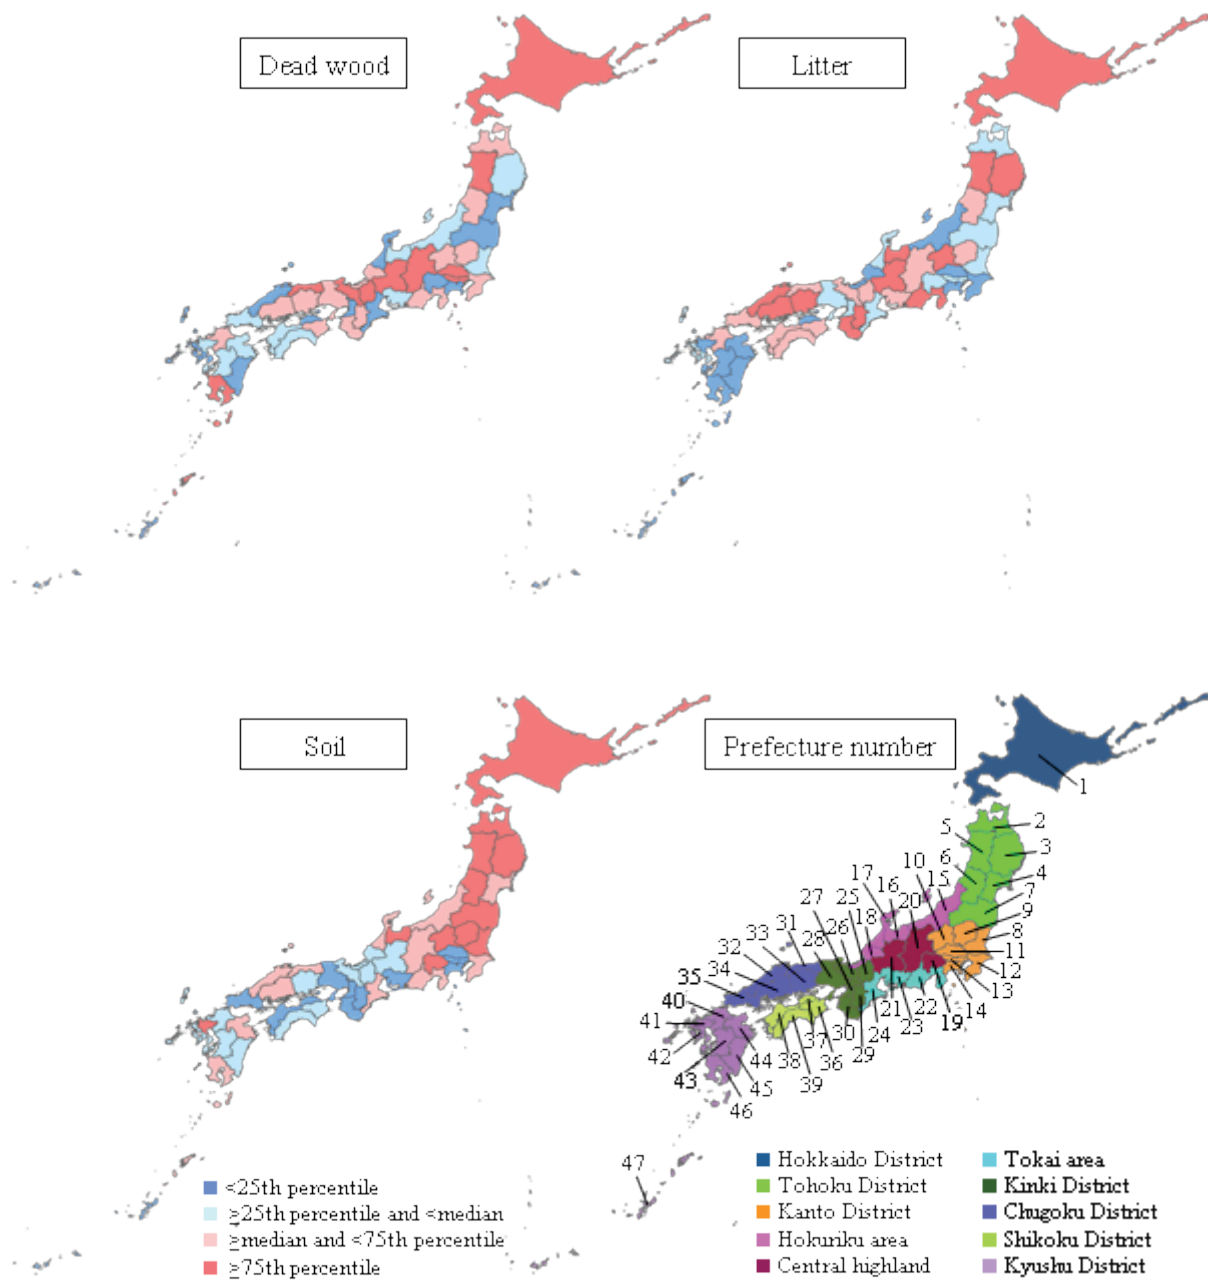 Dead wood
Litter
Soil
Prefecture number
1
2
5
3
10
6
4
17
16
15
7
27
25
20
9
31
26
18
8
33
28
32
11
34
12
35
13
40
14
41
21
22
19
30
24
23
42
37
29
44
38
36
43
45
39
46
47
<25th percentile
≥25th percentile and <median
≥median and <75th percentile
≥75th percentile
Hokkaido District
Tohoku District
Kanto District
Hokuriku area
Central highland
Tokai area
Kinki District
Chugoku District
Shikoku District
Kyushu District